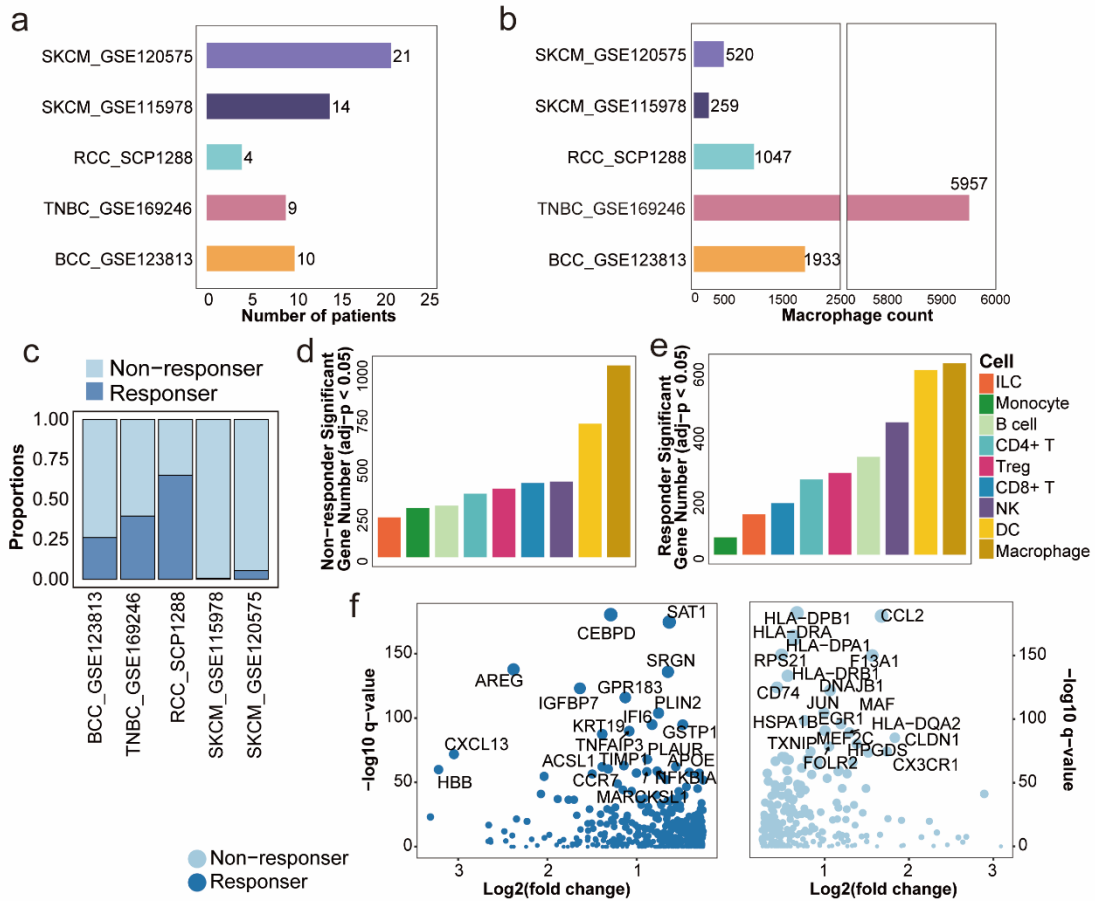 a
SKCM_GSE120575
21
SKCM_GSE115978
14
RCC_SCP1288
4
TNBC_GSE169246
9
BCC_GSE123813
10
0 5 10 15 20 25
Number of patients
b
SKCM_GSE120575
520
SKCM_GSE115978
259
RCC_SCP1288
1047
TNBC_GSE169246
5957
BCC_GSE123813
1933
0 500 1500 2500 5800 5900 6000
Macrophage count
c
Non-responser
Responser
Proportions
1.00
0.75
0.50
0.25
0.00
BCC_GSE123813
TNBC_GSE169246
RCC_SCP1288
SKCM_GSE115978
SKCM_GSE120575
d
Non-responder Significant
Gene Number (adj-p < 0.05)
0 250 500 750 1000
e
Responder Significant
Gene Number (adj-p < 0.05)
0 200 400 600
Cell
ILC
Monocyte
B cell
CD4+ T
Treg
CD8+ T
NK
DC
Macrophage
f
-log10 q-value
150
100
50
0
SAT1
CEBPD
SRGN
AREG
GPR183
IGFBP7
PLIN2
IFI6
KRT19
GSTP1
TNFAIP3
PLAUR
CXCL13
ACSL1
TIMP1
APOE
HBB
CCR7
NFKBIA
MARCKSL1
3 2 1
Log2(fold change)
HLA-DPB1
CCL2
HLA-DRA
HLA-DPA1
RPS21
F13A1
HLA-DRB1
CD74
DNAJB1
JUN
MAF
HSPA1B
EGR1
HLA-DQA2
TXNIP
MEF2C
CLDN1
HPGDS
FOLR2
CX3CR1
1 2 3
Log2(fold change)
150
100
50
0
-log10 q-value
Non-responser
Responser